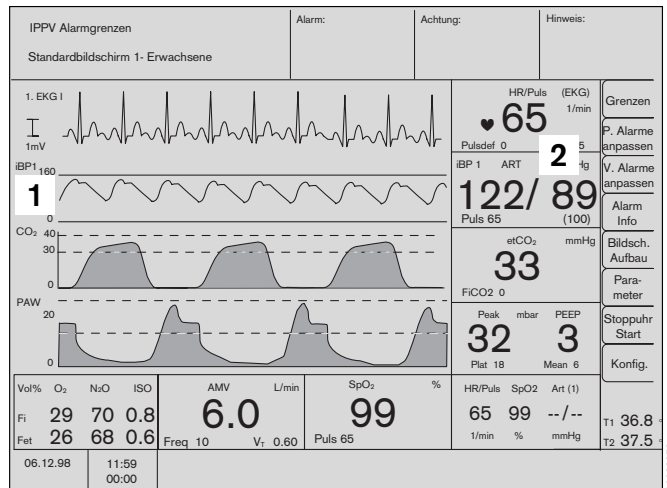 IPPV Alarmgrenzen
Standardbildschirm 1- Erwachsene
Alarm:
Achtung:
Hinweis:
1. EKG I
1mV
HR/Puls (EKG)
65 1/min
Pulsdef 0 5
Grenzen
P. Alarme
anpassen
V. Alarme
anpassen
Alarm
Info
Bildsch.
Aufbau
Para-
meter
Stoppuhr
Start
Konfig.
iBP1 160
1
0
iBP 1 ART Hg
2
122/ 89
Puls 65 (100)
CO₂ 40
30
0
etCO₂ mmHg
33
FiCO2 0
PAW
20
0
Peak mbar PEEP
32 3
Plat 18 Mean 6
Vol% O₂ N₂O ISO
Fi 29 70 0.8
Fet 26 68 0.6
AMV L/min
6.0
Freq 10 VT 0.60
SpO₂ %
99
Puls 65
HR/Puls SpO2 Art (1)
65 99 --/--
1/min % mmHg
T1 36.8
T2 37.5
06.12.98
11:59
00:00